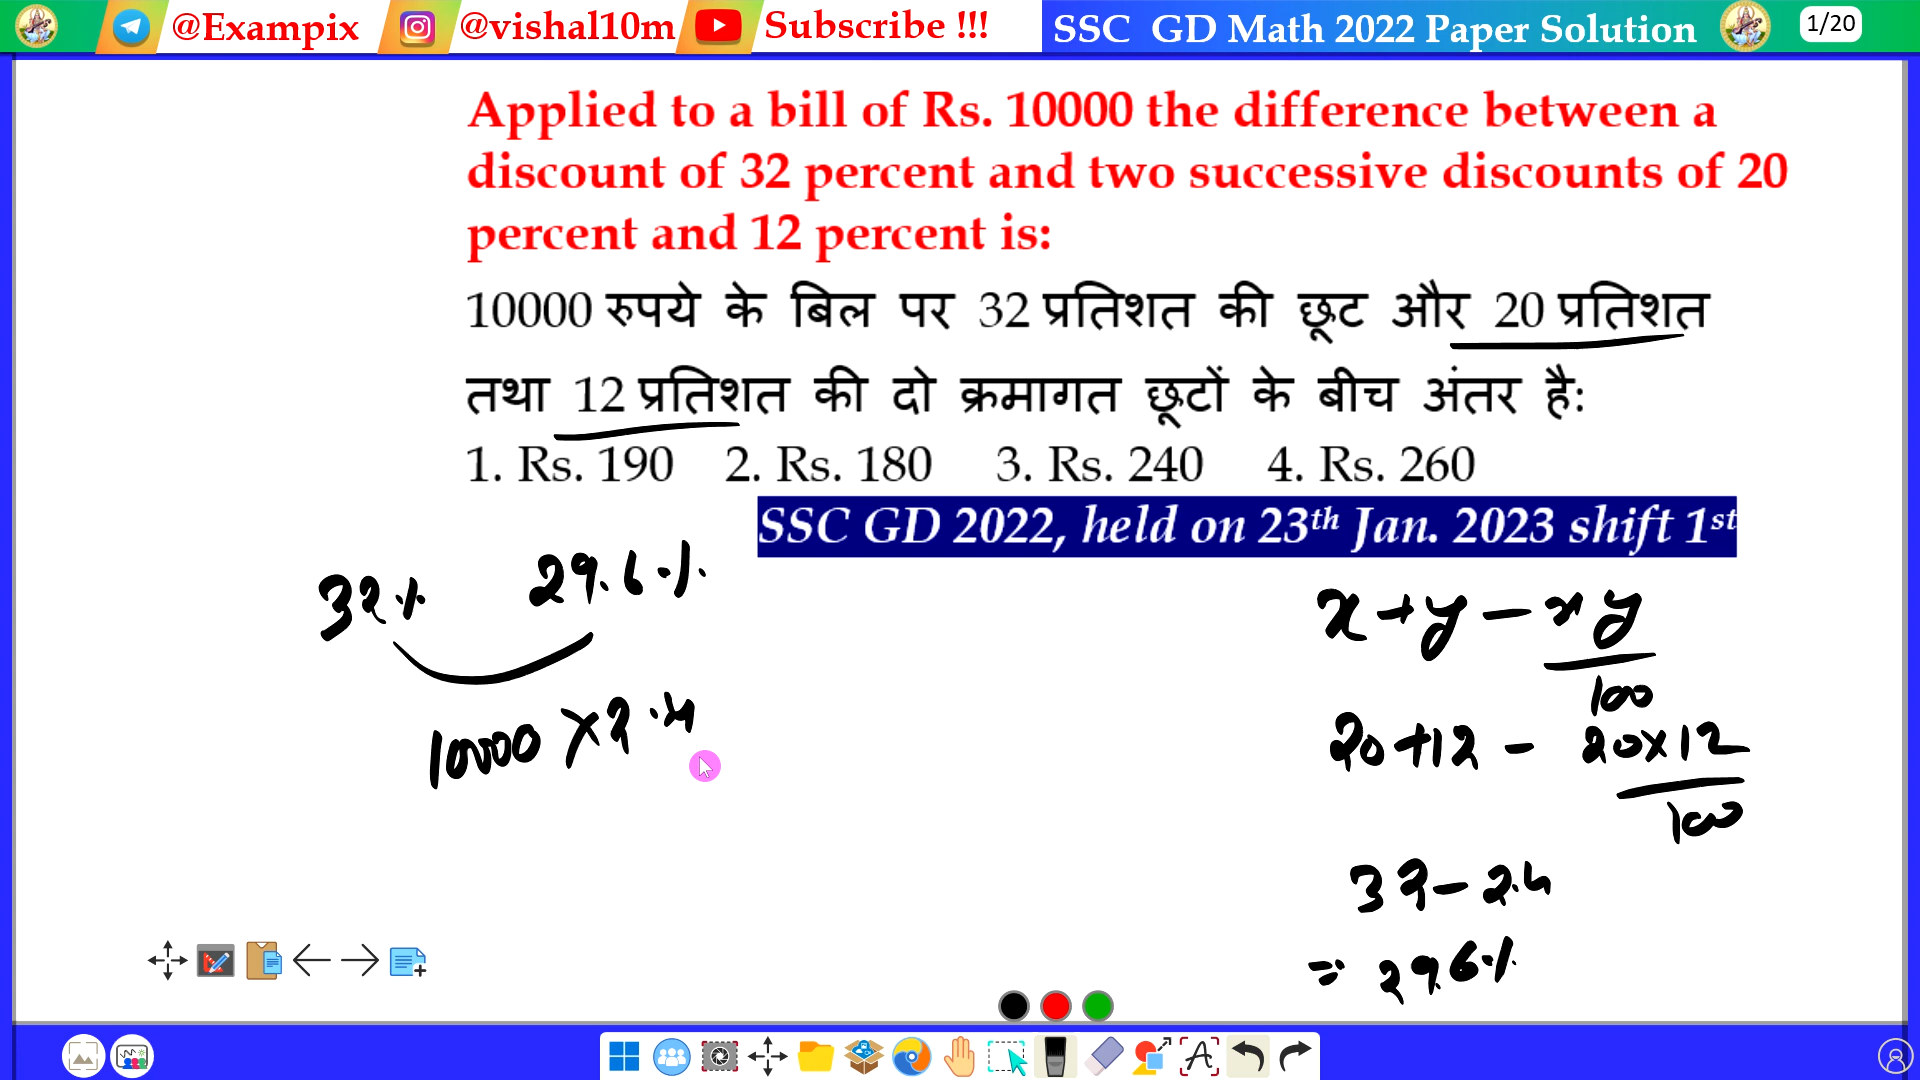 @Exampix @vishal10m Subscribe !!! SSC GD Math 2022 Paper Solution 1/20
Applied to a bill of Rs. 10000 the difference between a
discount of 32 percent and two successive discounts of 20
percent and 12 percent is:
10000 रुपये के बिल पर 32 प्रतिशत की छूट और 20 प्रतिशत
तथा 12 प्रतिशत की दो क्रमागत छूटों के बीच अंतर है:
1. Rs. 190 2. Rs. 180 3. Rs. 240 4. Rs. 260
SSC GD 2022, held on 23th Jan. 2023 shift 1st
32% 29.6%
10000 × 2.4
x + y - xy/100
20 + 12 - 20×12/100
32 - 2.4
= 29.6%